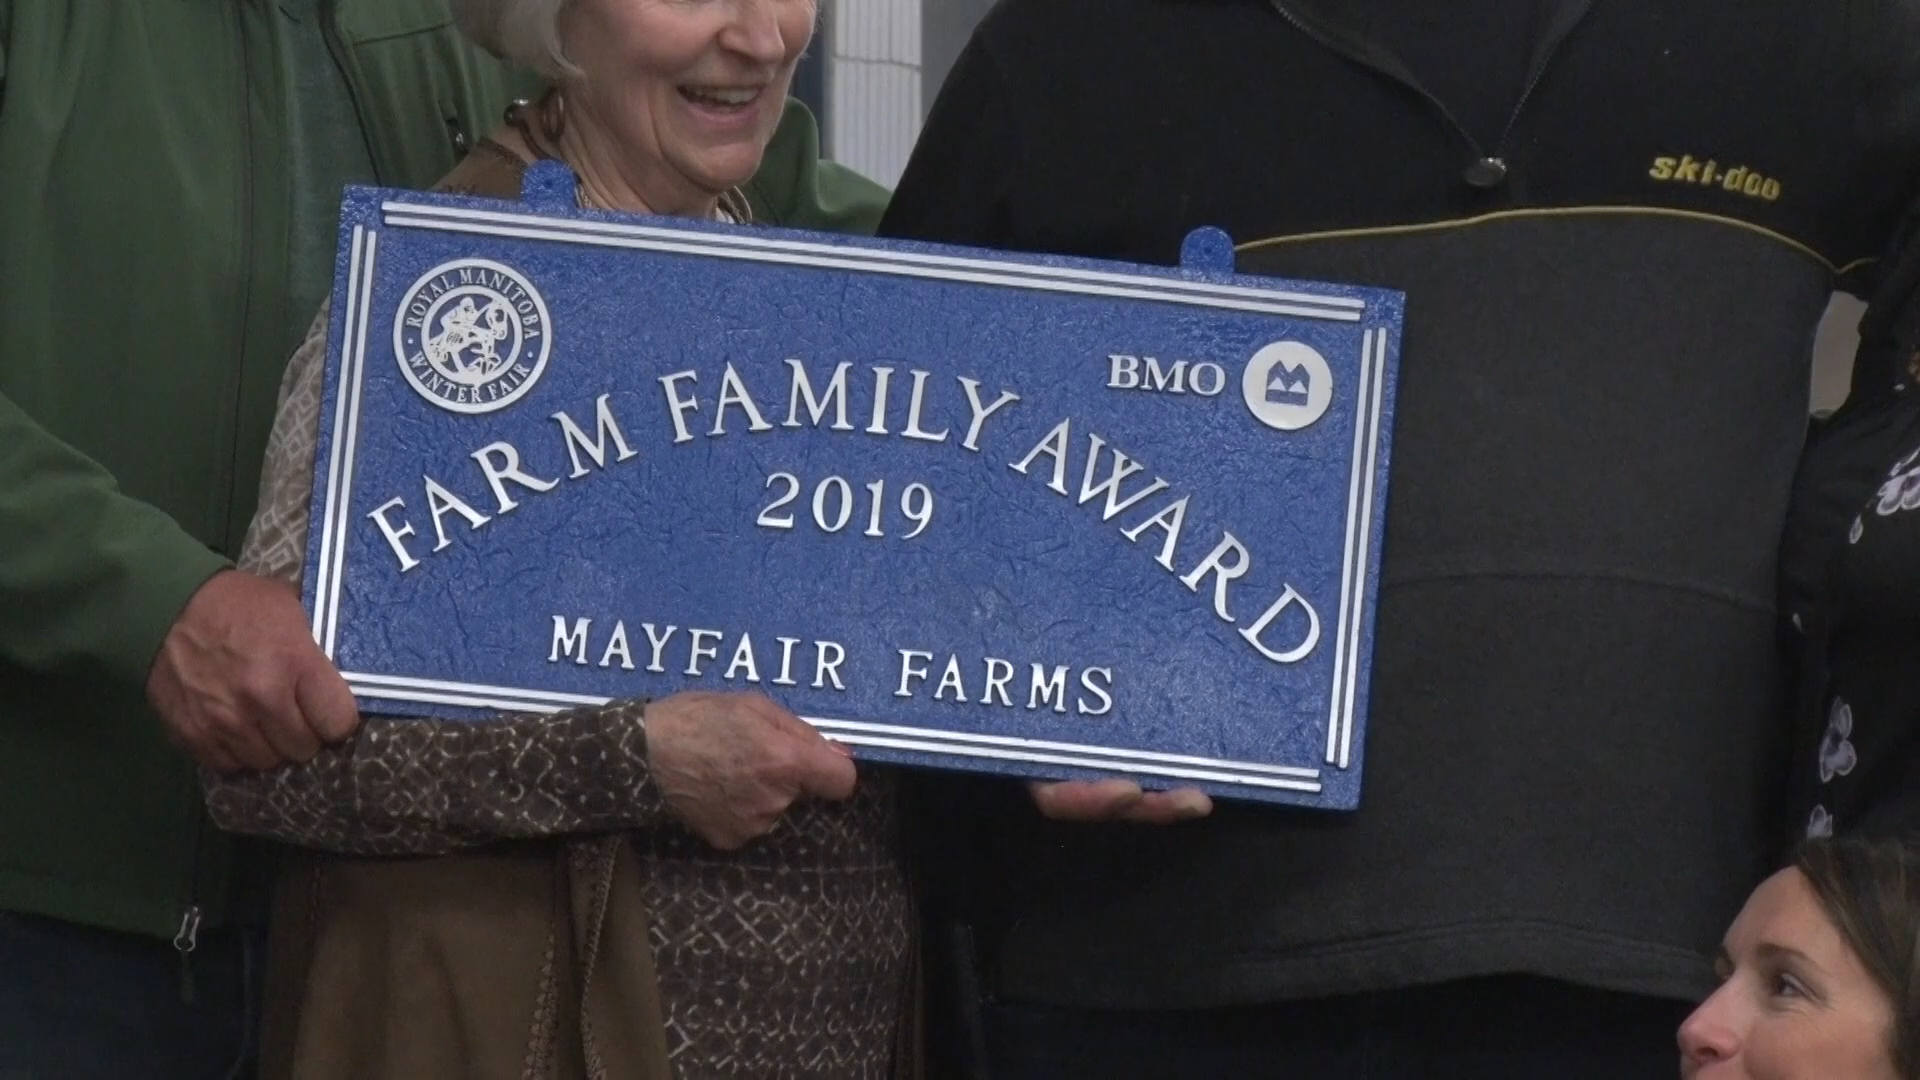 ski-doo
ROYAL MANITOBA
WINTER FAIR
BMO
FARM FAMILY AWARD
2019
MAYFAIR FARMS